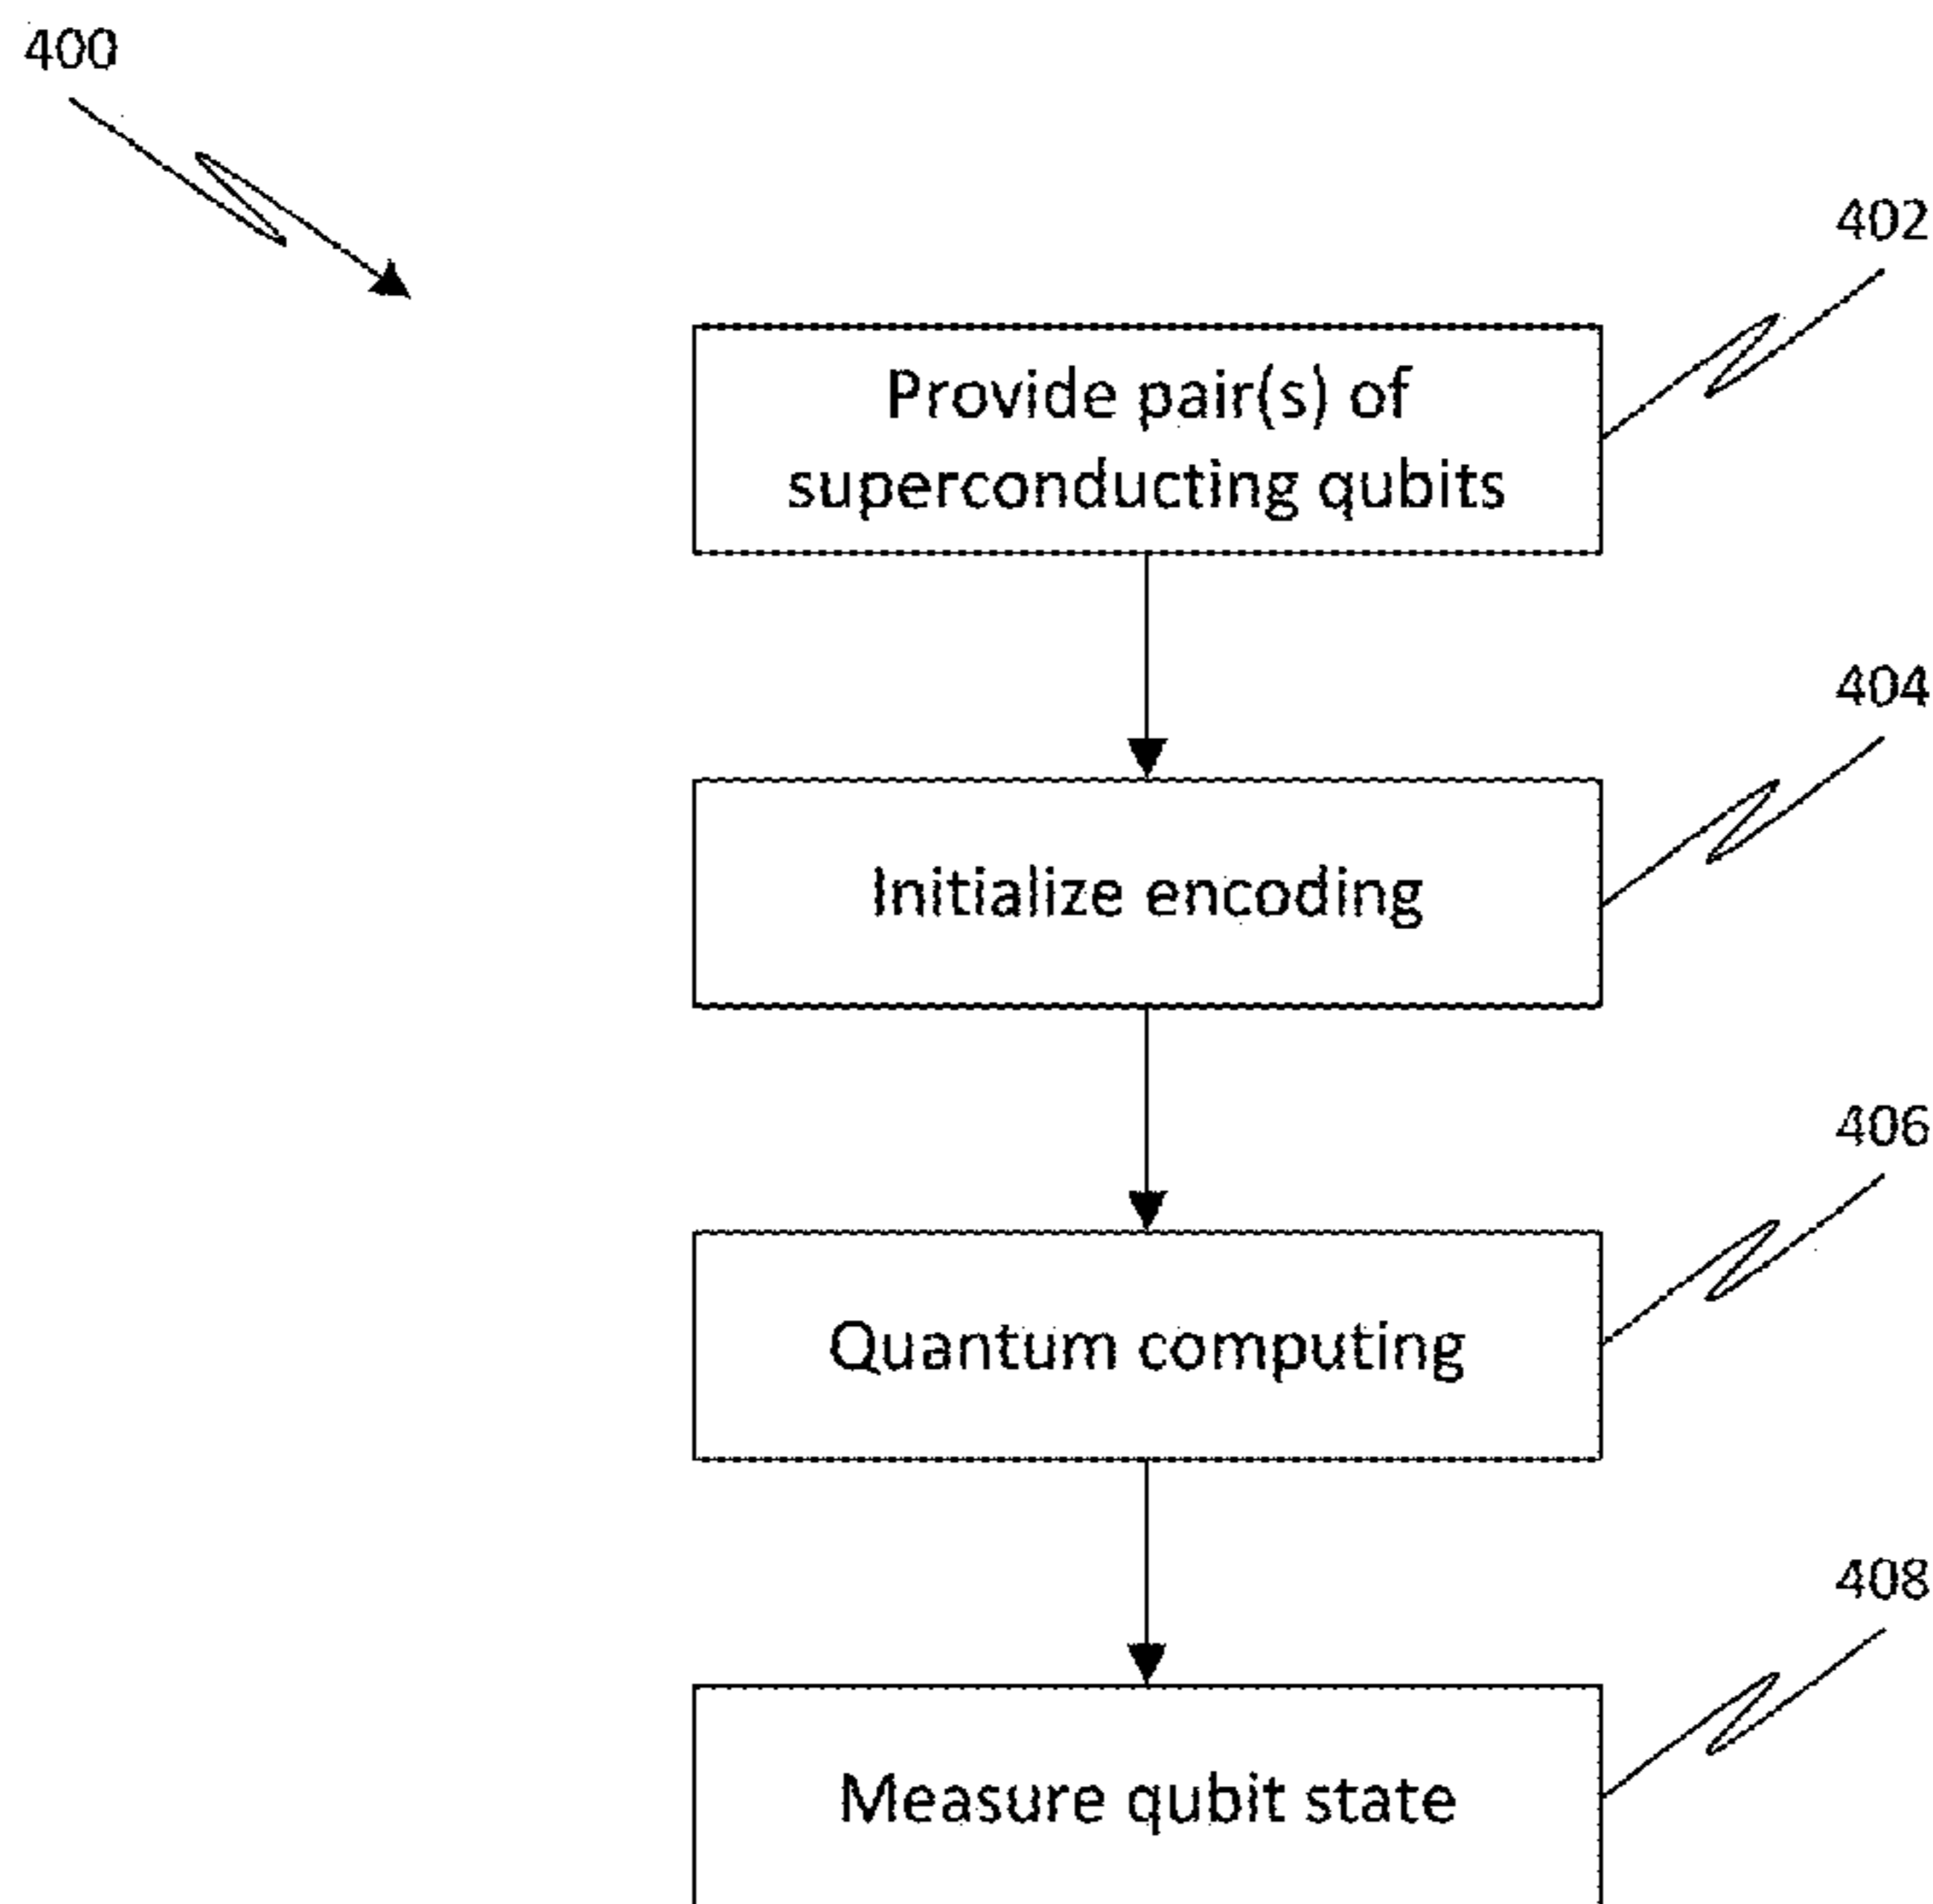 400
402
Provide pair(s) of
superconducting qubits
404
Initialize encoding
406
Quantum computing
408
Measure qubit state